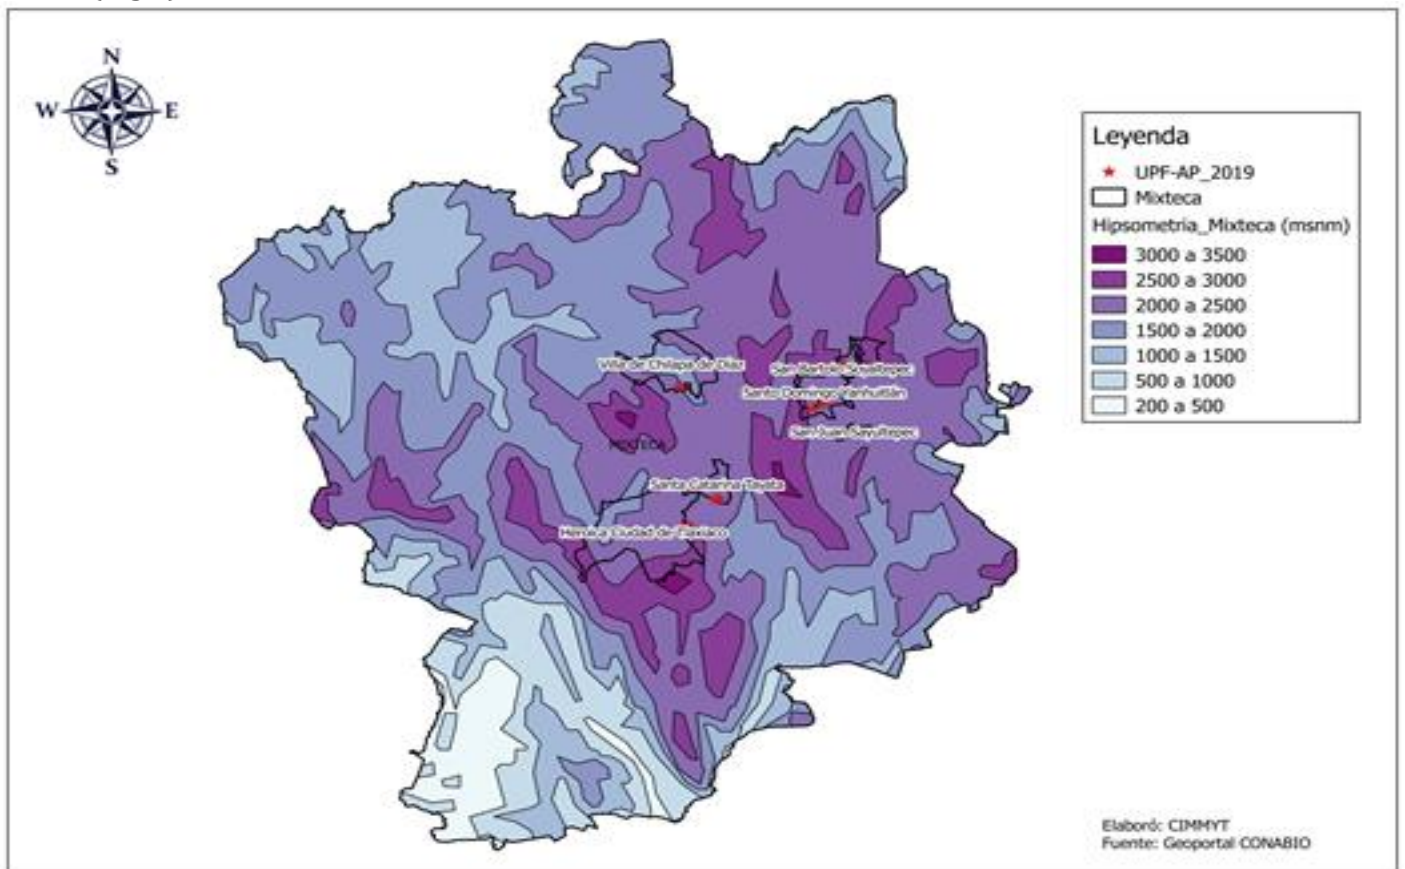 N
W E
S
Leyenda
UPF-AP_2019
Mixteca
Hipsometria_Mixteca (msnm)
3000 a 3500
2500 a 3000
2000 a 2500
1500 a 2000
1000 a 1500
500 a 1000
200 a 500
Villa de Chilapa de Díaz
San Bartolo Soyaltepec
Santo Domingo Yanhuitlán
San Juan Sayultepec
MIXTECA
Santa Catarina Tayata
Heroica Ciudad de Tlaxiaco
Elaboró: CIMMYT
Fuente: Geoportal CONABIO